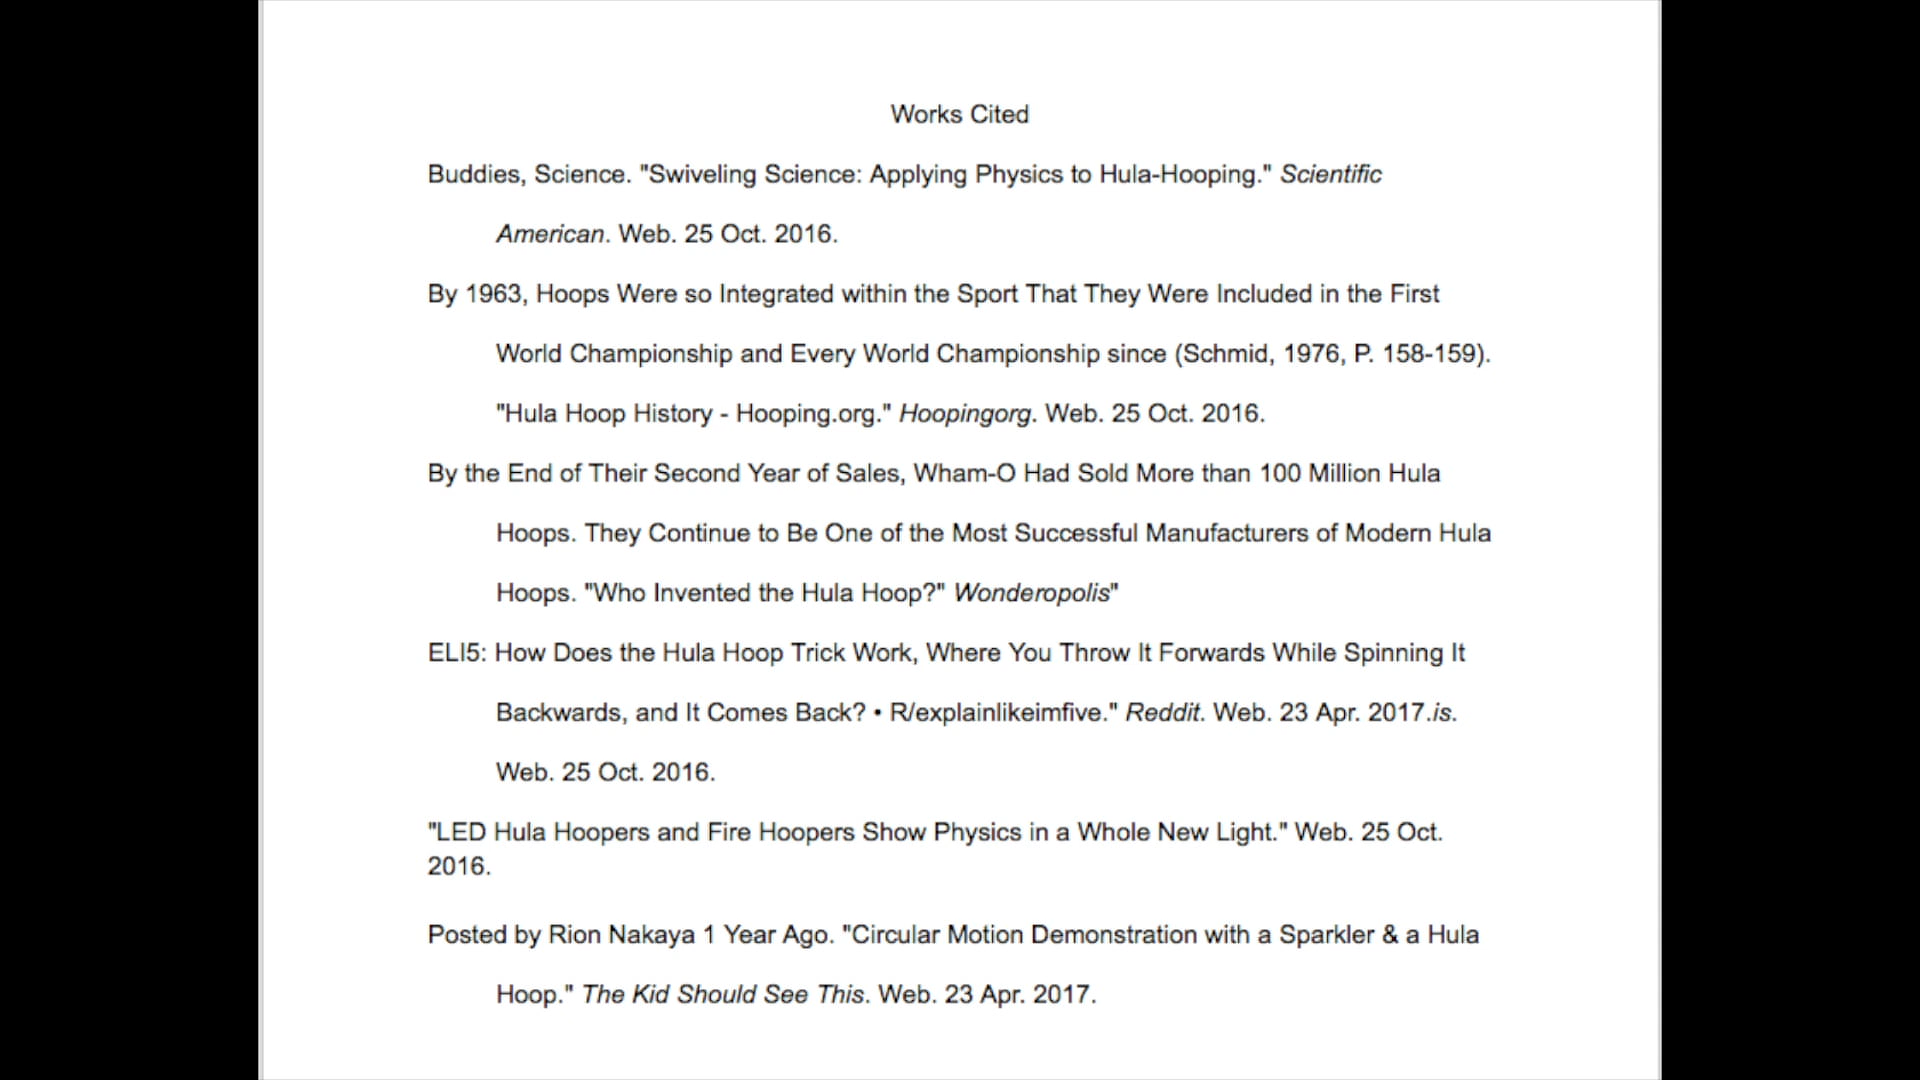 Works Cited
Buddies, Science. "Swiveling Science: Applying Physics to Hula-Hooping." Scientific
American. Web. 25 Oct. 2016.
By 1963, Hoops Were so Integrated within the Sport That They Were Included in the First
World Championship and Every World Championship since (Schmid, 1976, P. 158-159).
"Hula Hoop History - Hooping.org." Hoopingorg. Web. 25 Oct. 2016.
By the End of Their Second Year of Sales, Wham-O Had Sold More than 100 Million Hula
Hoops. They Continue to Be One of the Most Successful Manufacturers of Modern Hula
Hoops. "Who Invented the Hula Hoop?" Wonderopolis"
ELI5: How Does the Hula Hoop Trick Work, Where You Throw It Forwards While Spinning It
Backwards, and It Comes Back? • R/explainlikeimfive." Reddit. Web. 23 Apr. 2017.is.
Web. 25 Oct. 2016.
"LED Hula Hoopers and Fire Hoopers Show Physics in a Whole New Light." Web. 25 Oct.
2016.
Posted by Rion Nakaya 1 Year Ago. "Circular Motion Demonstration with a Sparkler & a Hula
Hoop." The Kid Should See This. Web. 23 Apr. 2017.